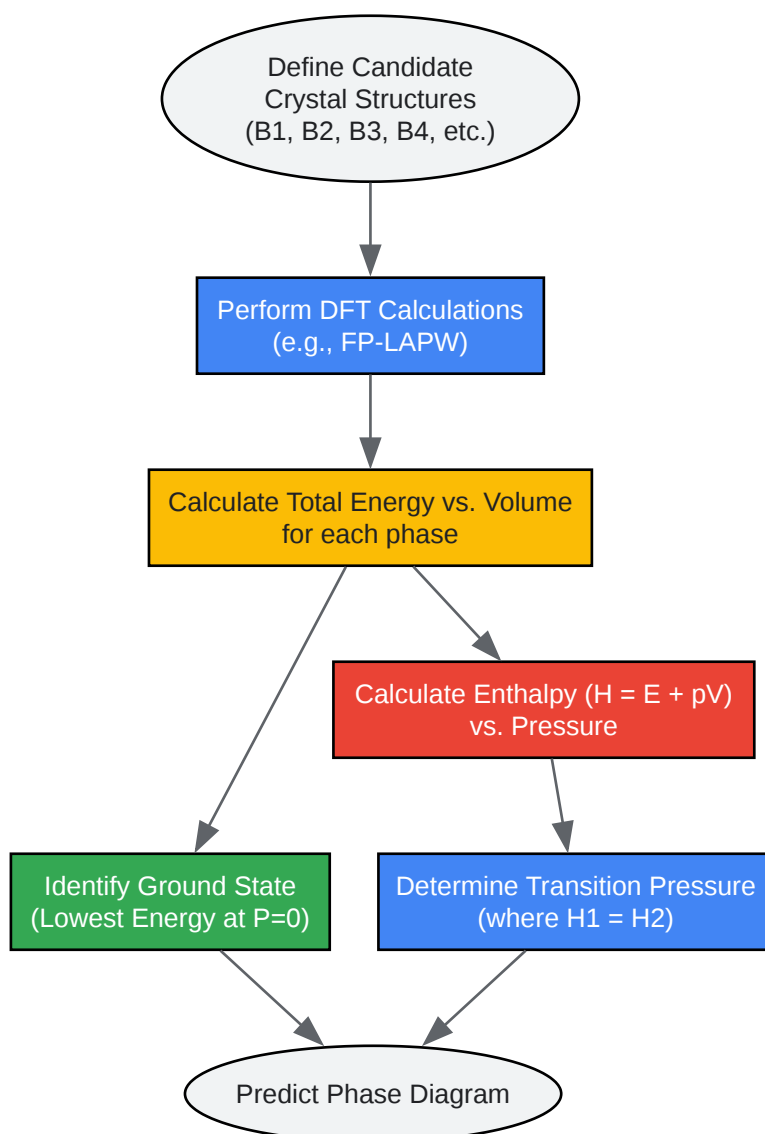 Define Candidate
Crystal Structures
(B1, B2, B3, B4, etc.)
Perform DFT Calculations
(e.g., FP-LAPW)
Calculate Total Energy vs. Volume
for each phase
Calculate Enthalpy (H = E + pV)
vs. Pressure
Identify Ground State
(Lowest Energy at P=0)
Determine Transition Pressure
(where H1 = H2)
Predict Phase Diagram